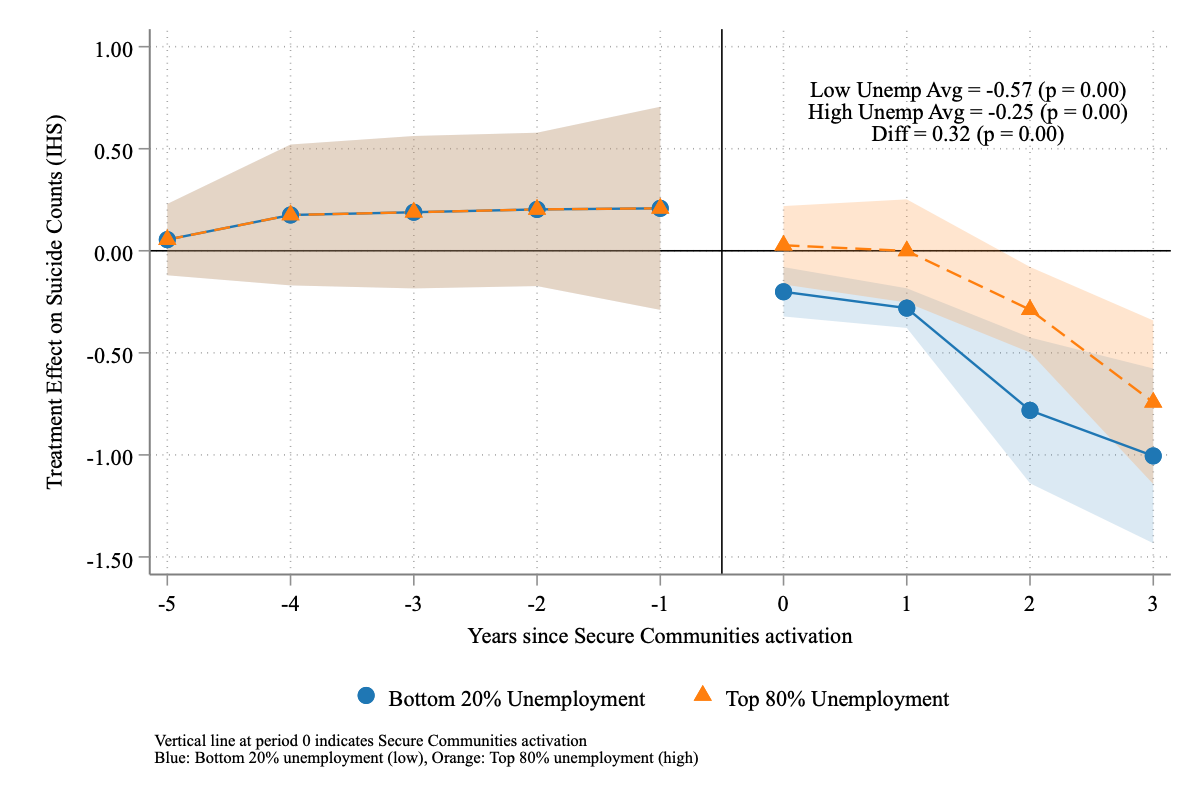 Low Unemp Avg = -0.57 (p = 0.00)
High Unemp Avg = -0.25 (p = 0.00)
Diff = 0.32 (p = 0.00)
Treatment Effect on Suicide Counts (IHS)
1.00
0.50
0.00
-0.50
-1.00
-1.50
-5 -4 -3 -2 -1 0 1 2 3
Years since Secure Communities activation
Bottom 20% Unemployment Top 80% Unemployment
Vertical line at period 0 indicates Secure Communities activation
Blue: Bottom 20% unemployment (low), Orange: Top 80% unemployment (high)